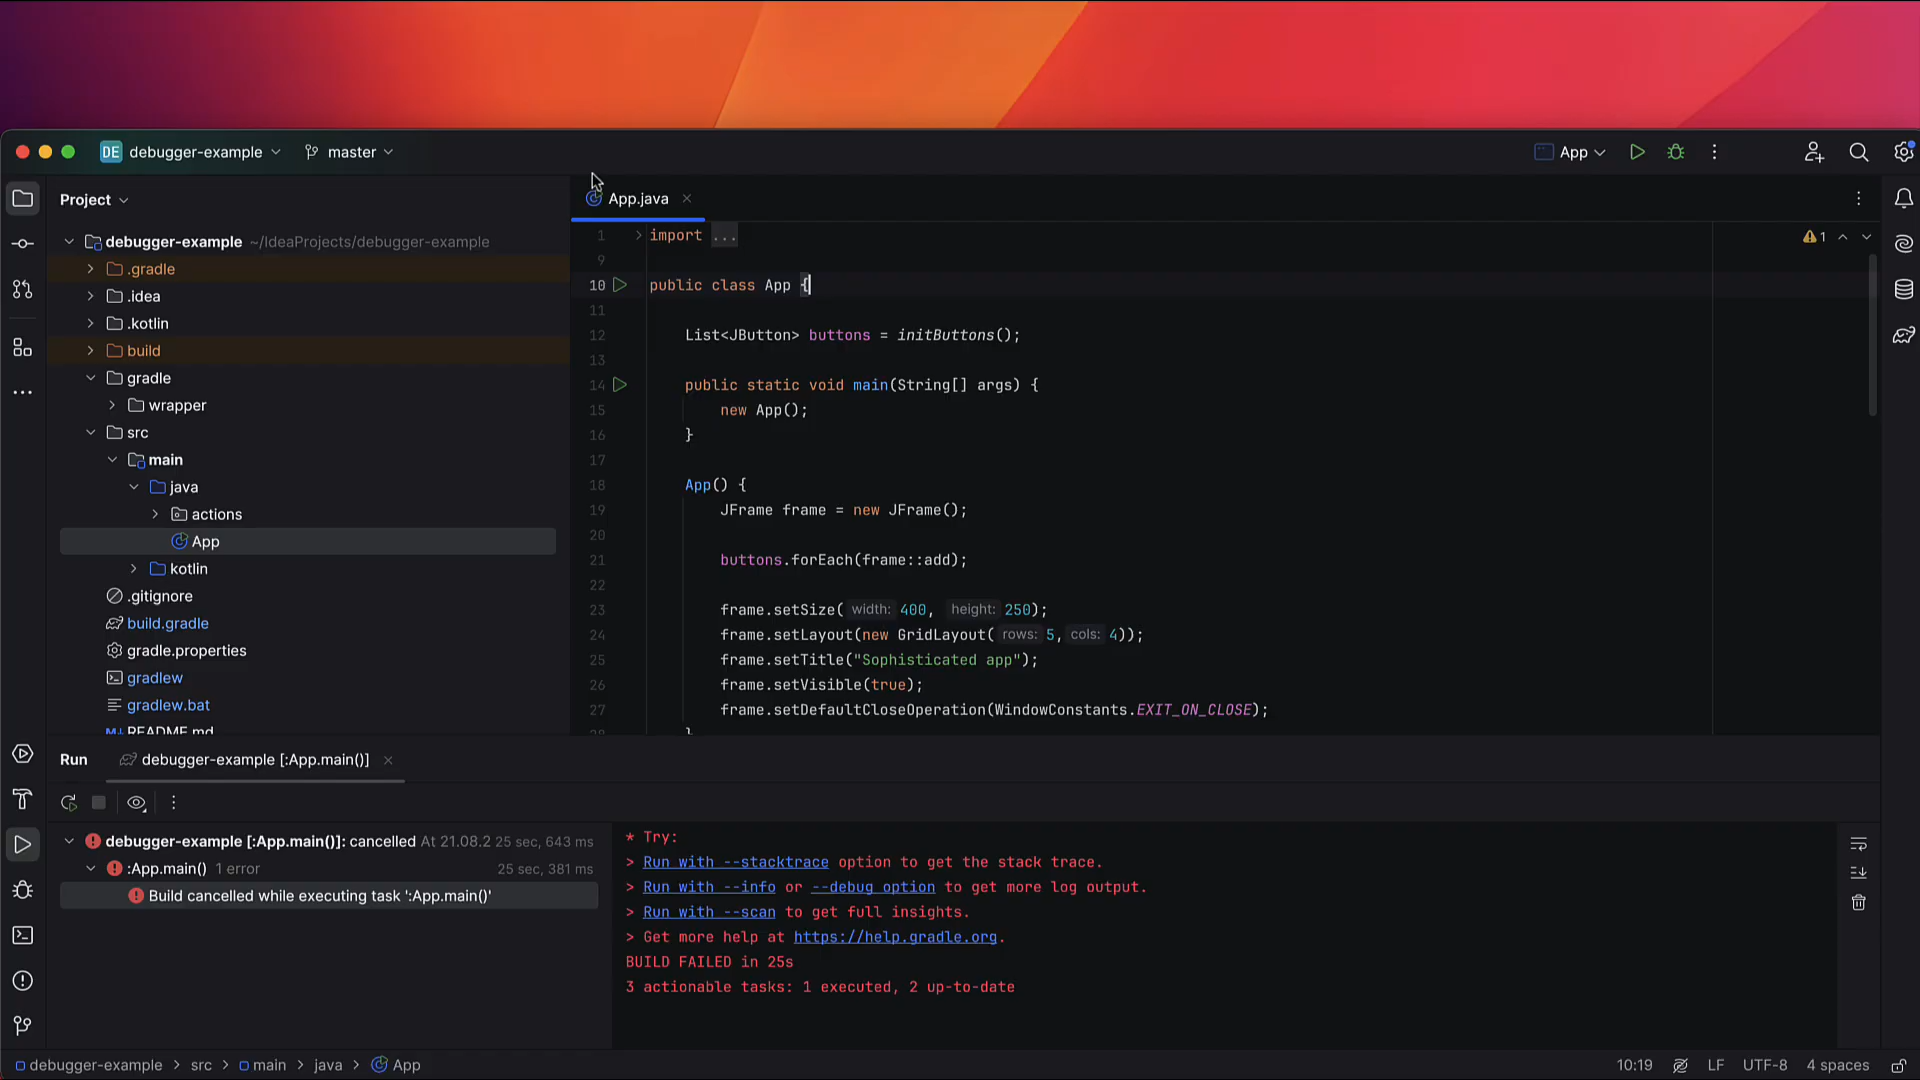 DE debugger-example master App
Project
App.java
debugger-example ~/IdeaProjects/debugger-example
.gradle
.idea
.kotlin
build
gradle
wrapper
src
main
java
actions
App
kotlin
.gitignore
build.gradle
gradle.properties
gradlew
gradlew.bat
README.md
1 import ...
1
9
10 public class App {
11
12 List<JButton> buttons = initButtons();
13
14 public static void main(String[] args) {
15 new App();
16 }
17
18 App() {
19 JFrame frame = new JFrame();
20
21 buttons.forEach(frame::add);
22
23 frame.setSize( width: 400, height: 250);
24 frame.setLayout(new GridLayout( rows: 5, cols: 4));
25 frame.setTitle("Sophisticated app");
26 frame.setVisible(true);
27 frame.setDefaultCloseOperation(WindowConstants.EXIT_ON_CLOSE);
28 }
Run debugger-example [:App.main()]
debugger-example [:App.main()]: cancelled At 21.08.2 25 sec, 643 ms
:App.main() 1 error 25 sec, 381 ms
Build cancelled while executing task ':App.main()'
* Try:
> Run with --stacktrace option to get the stack trace.
> Run with --info or --debug option to get more log output.
> Run with --scan to get full insights.
> Get more help at https://help.gradle.org.
BUILD FAILED in 25s
3 actionable tasks: 1 executed, 2 up-to-date
debugger-example > src > main > java > App
10:19 LF UTF-8 4 spaces